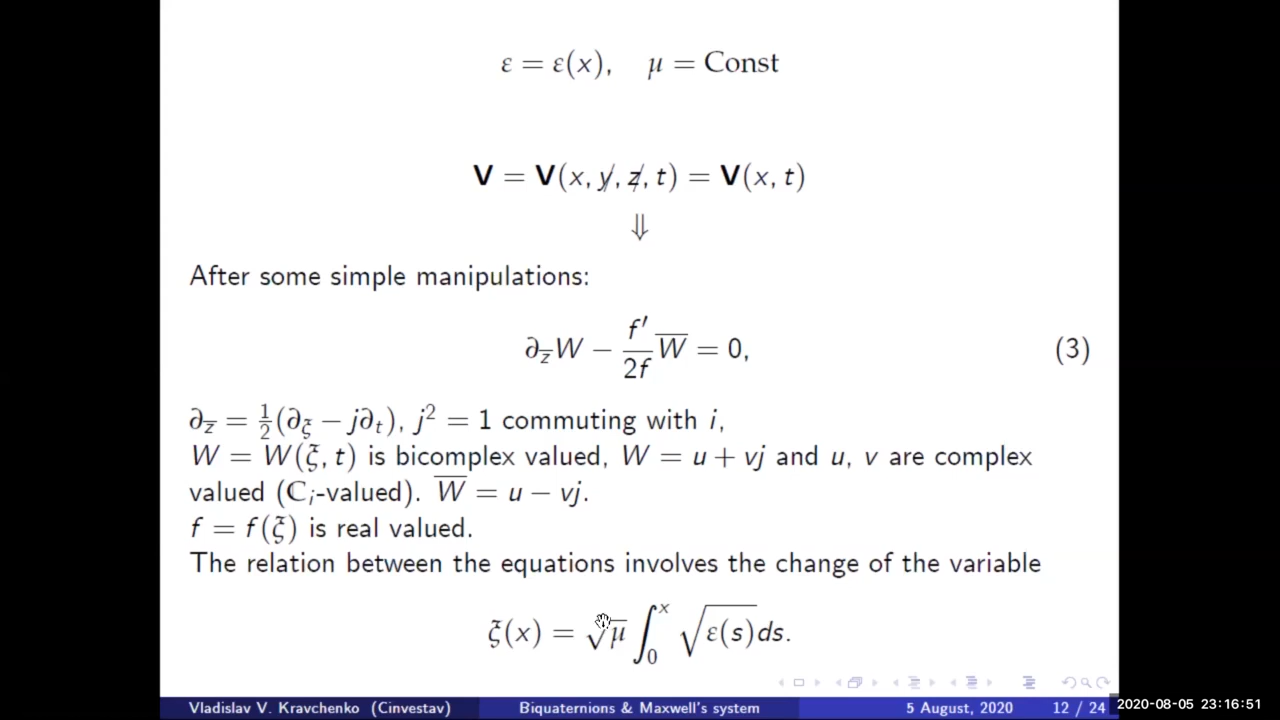 ε = ε(x), μ = Const
V = V(x, y̸, z̸, t) = V(x, t)
⇓
After some simple manipulations:
∂_z̅ W − f′/2f W̅ = 0, (3)
∂_z̅ = ½(∂_ξ − j∂_t), j² = 1 commuting with i,
W = W(ξ, t) is bicomplex valued, W = u + vj and u, v are complex
valued (ℂ_i-valued). W̅ = u − vj.
f = f(ξ) is real valued.
The relation between the equations involves the change of the variable
ξ(x) = √μ ∫₀ˣ √ε(s) ds.
Vladislav V. Kravchenko (Cinvestav) Biquaternions & Maxwell's system 5 August, 2020 12 / 24 2020-08-05 23:16:51